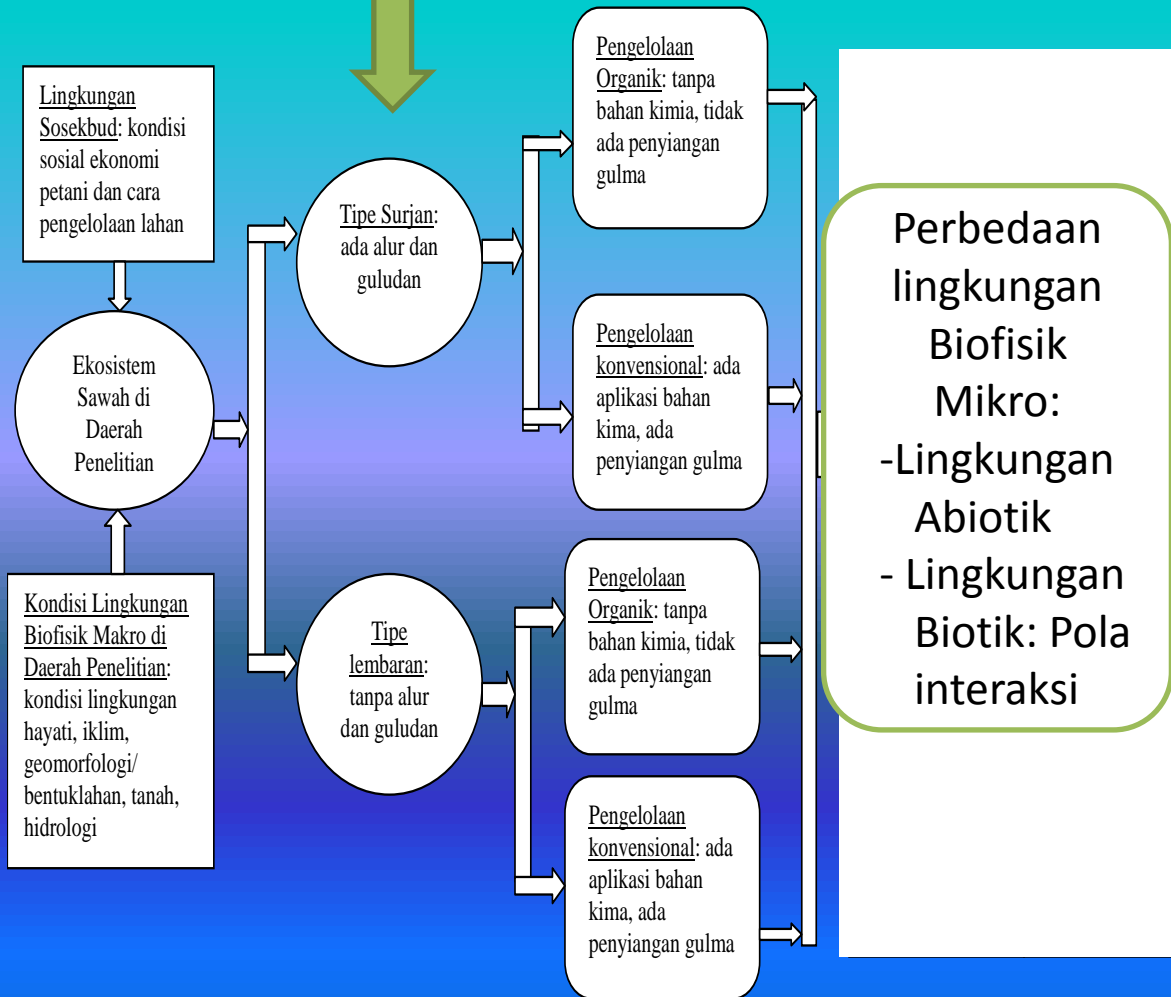 Lingkungan
Sosekbud: kondisi
sosial ekonomi
petani dan cara
pengelolaan lahan
Ekosistem
Sawah di
Daerah
Penelitian
Kondisi Lingkungan
Biofisik Makro di
Daerah Penelitian:
kondisi lingkungan
hayati, iklim,
geomorfologi/
bentuklahan, tanah,
hidrologi
Tipe Surjan:
ada alur dan
guludan
Tipe
lembaran:
tanpa alur
dan guludan
Pengelolaan
Organik: tanpa
bahan kimia, tidak
ada penyiangan
gulma
Pengelolaan
konvensional: ada
aplikasi bahan
kima, ada
penyiangan gulma
Pengelolaan
Organik: tanpa
bahan kimia, tidak
ada penyiangan
gulma
Pengelolaan
konvensional: ada
aplikasi bahan
kima, ada
penyiangan gulma
Perbedaan
lingkungan
Biofisik
Mikro:
-Lingkungan
Abiotik
- Lingkungan
Biotik: Pola
interaksi